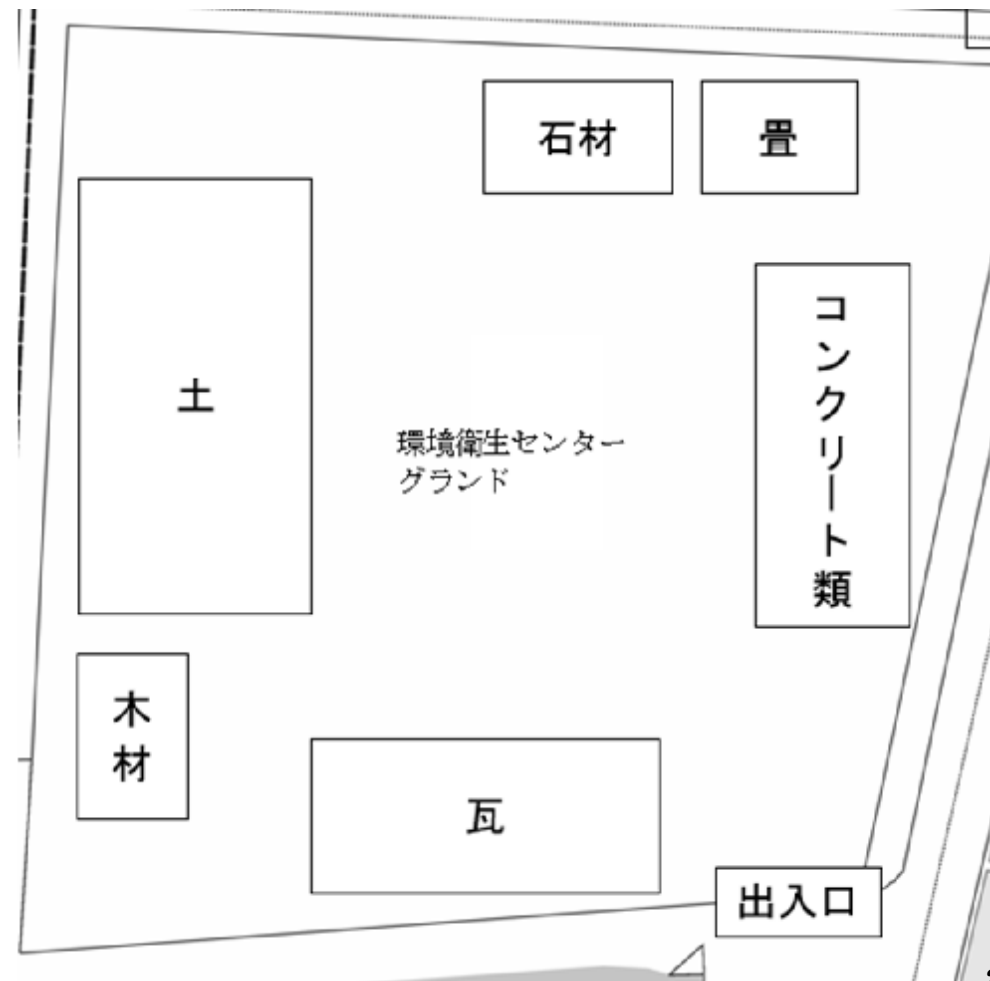 石材
畳
土
コンクリート類
環境衛生センター
グランド
木材
瓦
出入口